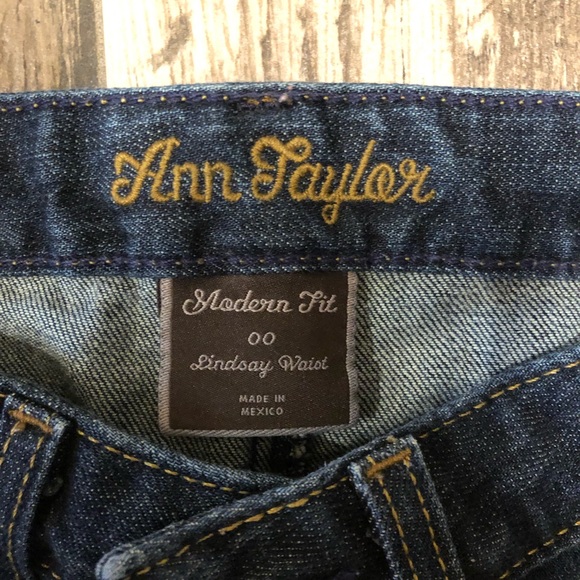 Ann Taylor
Modern Fit
00
Lindsay Waist
MADE IN
MEXICO